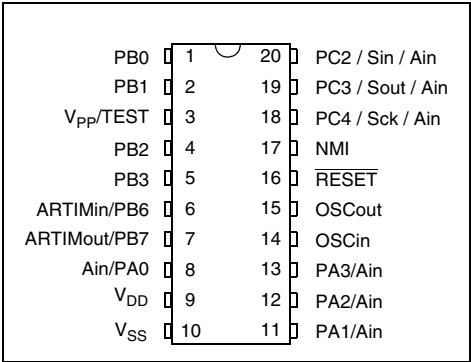 PB0 1 20 PC2 / Sin / Ain
PB1 2 19 PC3 / Sout / Ain
VPP/TEST 3 18 PC4 / Sck / Ain
PB2 4 17 NMI
PB3 5 16 RESET
ARTIMin/PB6 6 15 OSCout
ARTIMout/PB7 7 14 OSCin
Ain/PA0 8 13 PA3/Ain
VDD 9 12 PA2/Ain
VSS 10 11 PA1/Ain